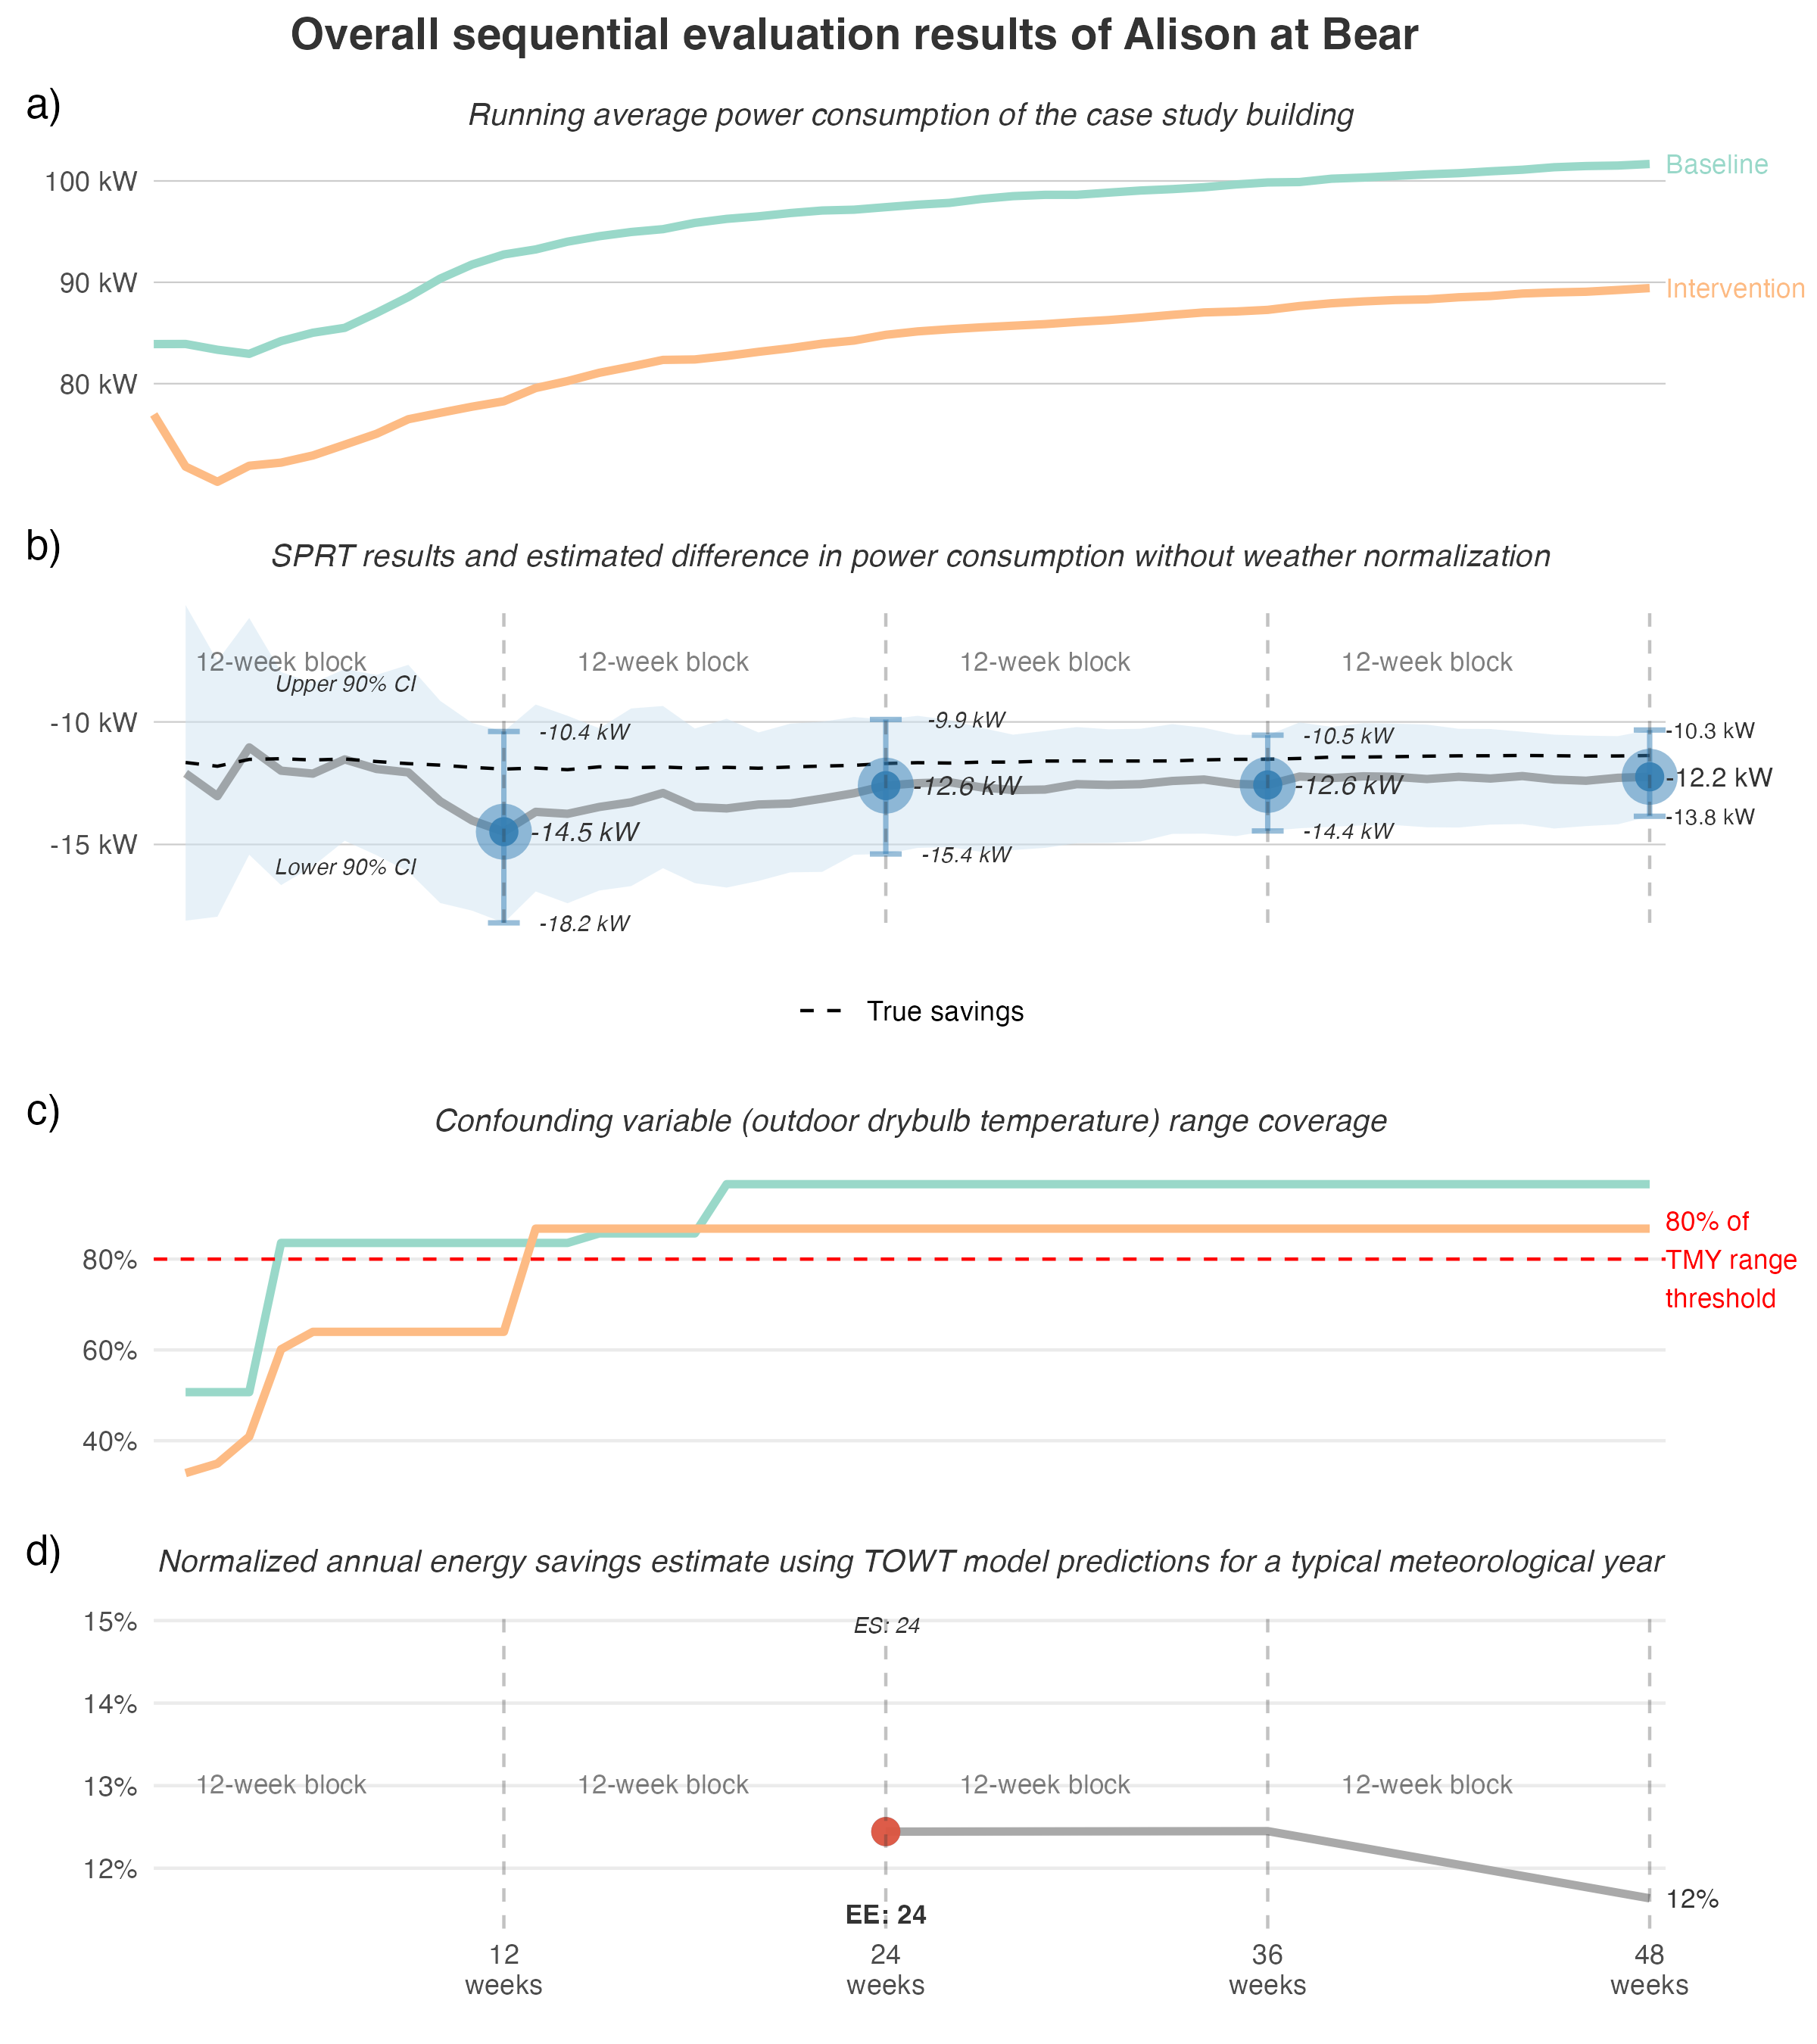 Overall sequential evaluation results of Alison at Bear
a)
Running average power consumption of the case study building
100 kW
90 kW
80 kW
Baseline
Intervention
b)
SPRT results and estimated difference in power consumption without weather normalization
12-week block
12-week block
12-week block
12-week block
Upper 90% CI
Lower 90% CI
-10 kW
-15 kW
-10.4 kW
-14.5 kW
-18.2 kW
-9.9 kW
-12.6 kW
-15.4 kW
-10.5 kW
-12.6 kW
-14.4 kW
-10.3 kW
-12.2 kW
-13.8 kW
True savings
c)
Confounding variable (outdoor drybulb temperature) range coverage
80%
60%
40%
80% of
TMY range
threshold
d)
Normalized annual energy savings estimate using TOWT model predictions for a typical meteorological year
15%
14%
13%
12%
ES: 24
12-week block
12-week block
12-week block
12-week block
EE: 24
12%
12
weeks
24
weeks
36
weeks
48
weeks